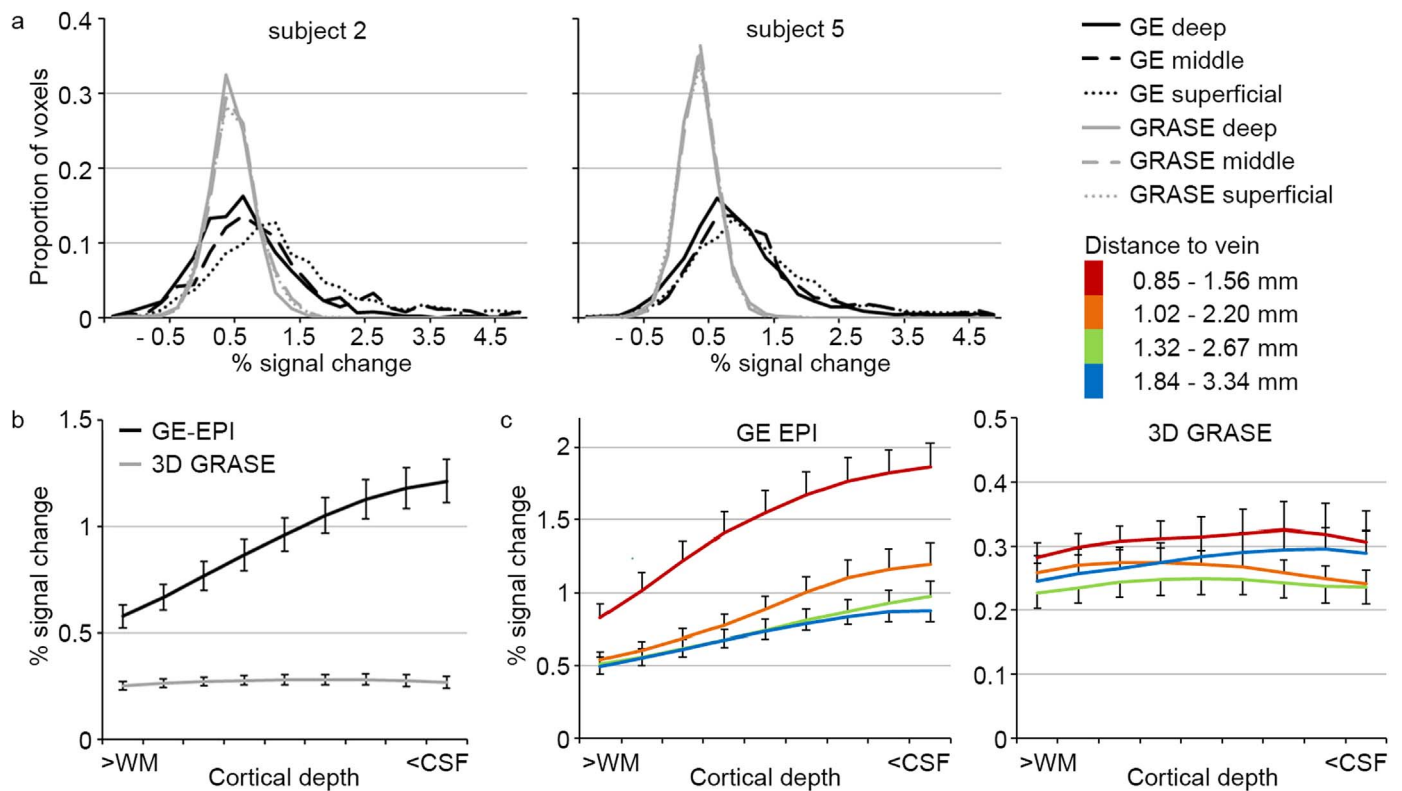 a
subject 2
subject 5
0.4
0.3
0.2
0.1
0
Proportion of voxels
- 0.5 0.5 1.5 2.5 3.5 4.5
% signal change
- 0.5 0.5 1.5 2.5 3.5 4.5
% signal change
GE deep
GE middle
GE superficial
GRASE deep
GRASE middle
GRASE superficial
Distance to vein
0.85 - 1.56 mm
1.02 - 2.20 mm
1.32 - 2.67 mm
1.84 - 3.34 mm
b
GE-EPI
3D GRASE
1.5
1
0.5
0
% signal change
>WM <CSF
Cortical depth
c
GE EPI
2
1.5
1
0.5
0
% signal change
>WM <CSF
Cortical depth
3D GRASE
0.5
0.4
0.3
0.2
0.1
0
>WM <CSF
Cortical depth